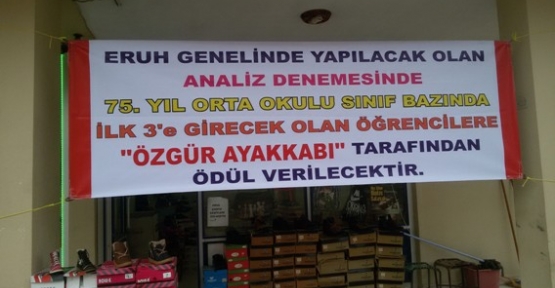 ERUH GENELİNDE YAPILACAK OLAN
ANALİZ DENEMESİNDE
75. YIL ORTA OKULU SINIF BAZINDA
İLK 3'e GİRECEK OLAN ÖĞRENCİLERE
"ÖZGÜR AYAKKABI" TARAFINDAN
ÖDÜL VERİLECEKTİR.